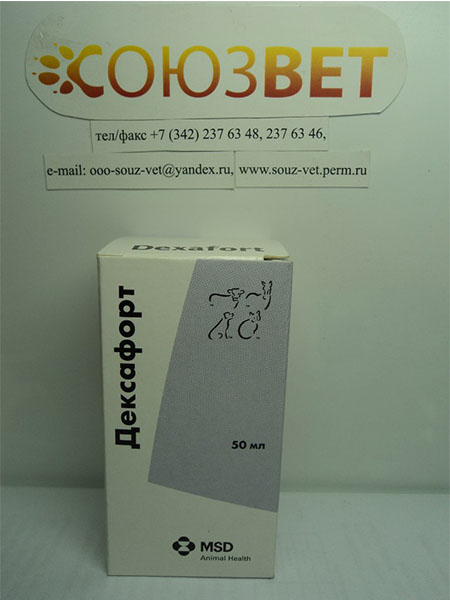 СОЮЗВЕТ
тел/факс +7 (342) 237 63 48, 237 63 46,
e-mail: ooo-souz-vet@yandex.ru, www.souz-vet.perm.ru
Dexafort
Дексафорт
50 мл
MSD
Animal Health